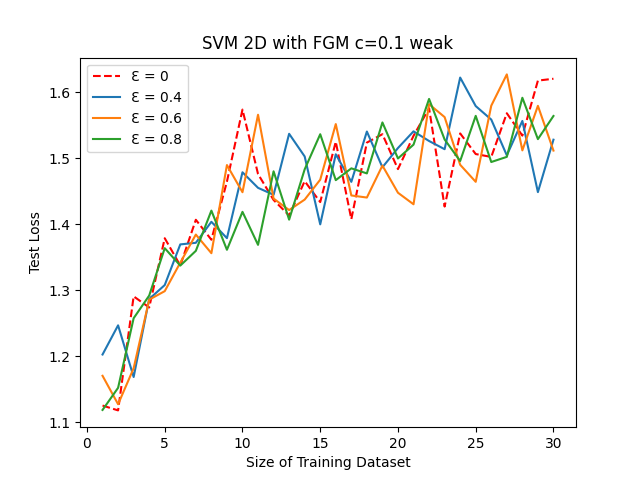 SVM 2D with FGM c=0.1 weak
Ɛ = 0
Ɛ = 0.4
Ɛ = 0.6
Ɛ = 0.8
Test Loss
1.6
1.5
1.4
1.3
1.2
1.1
0 5 10 15 20 25 30
Size of Training Dataset